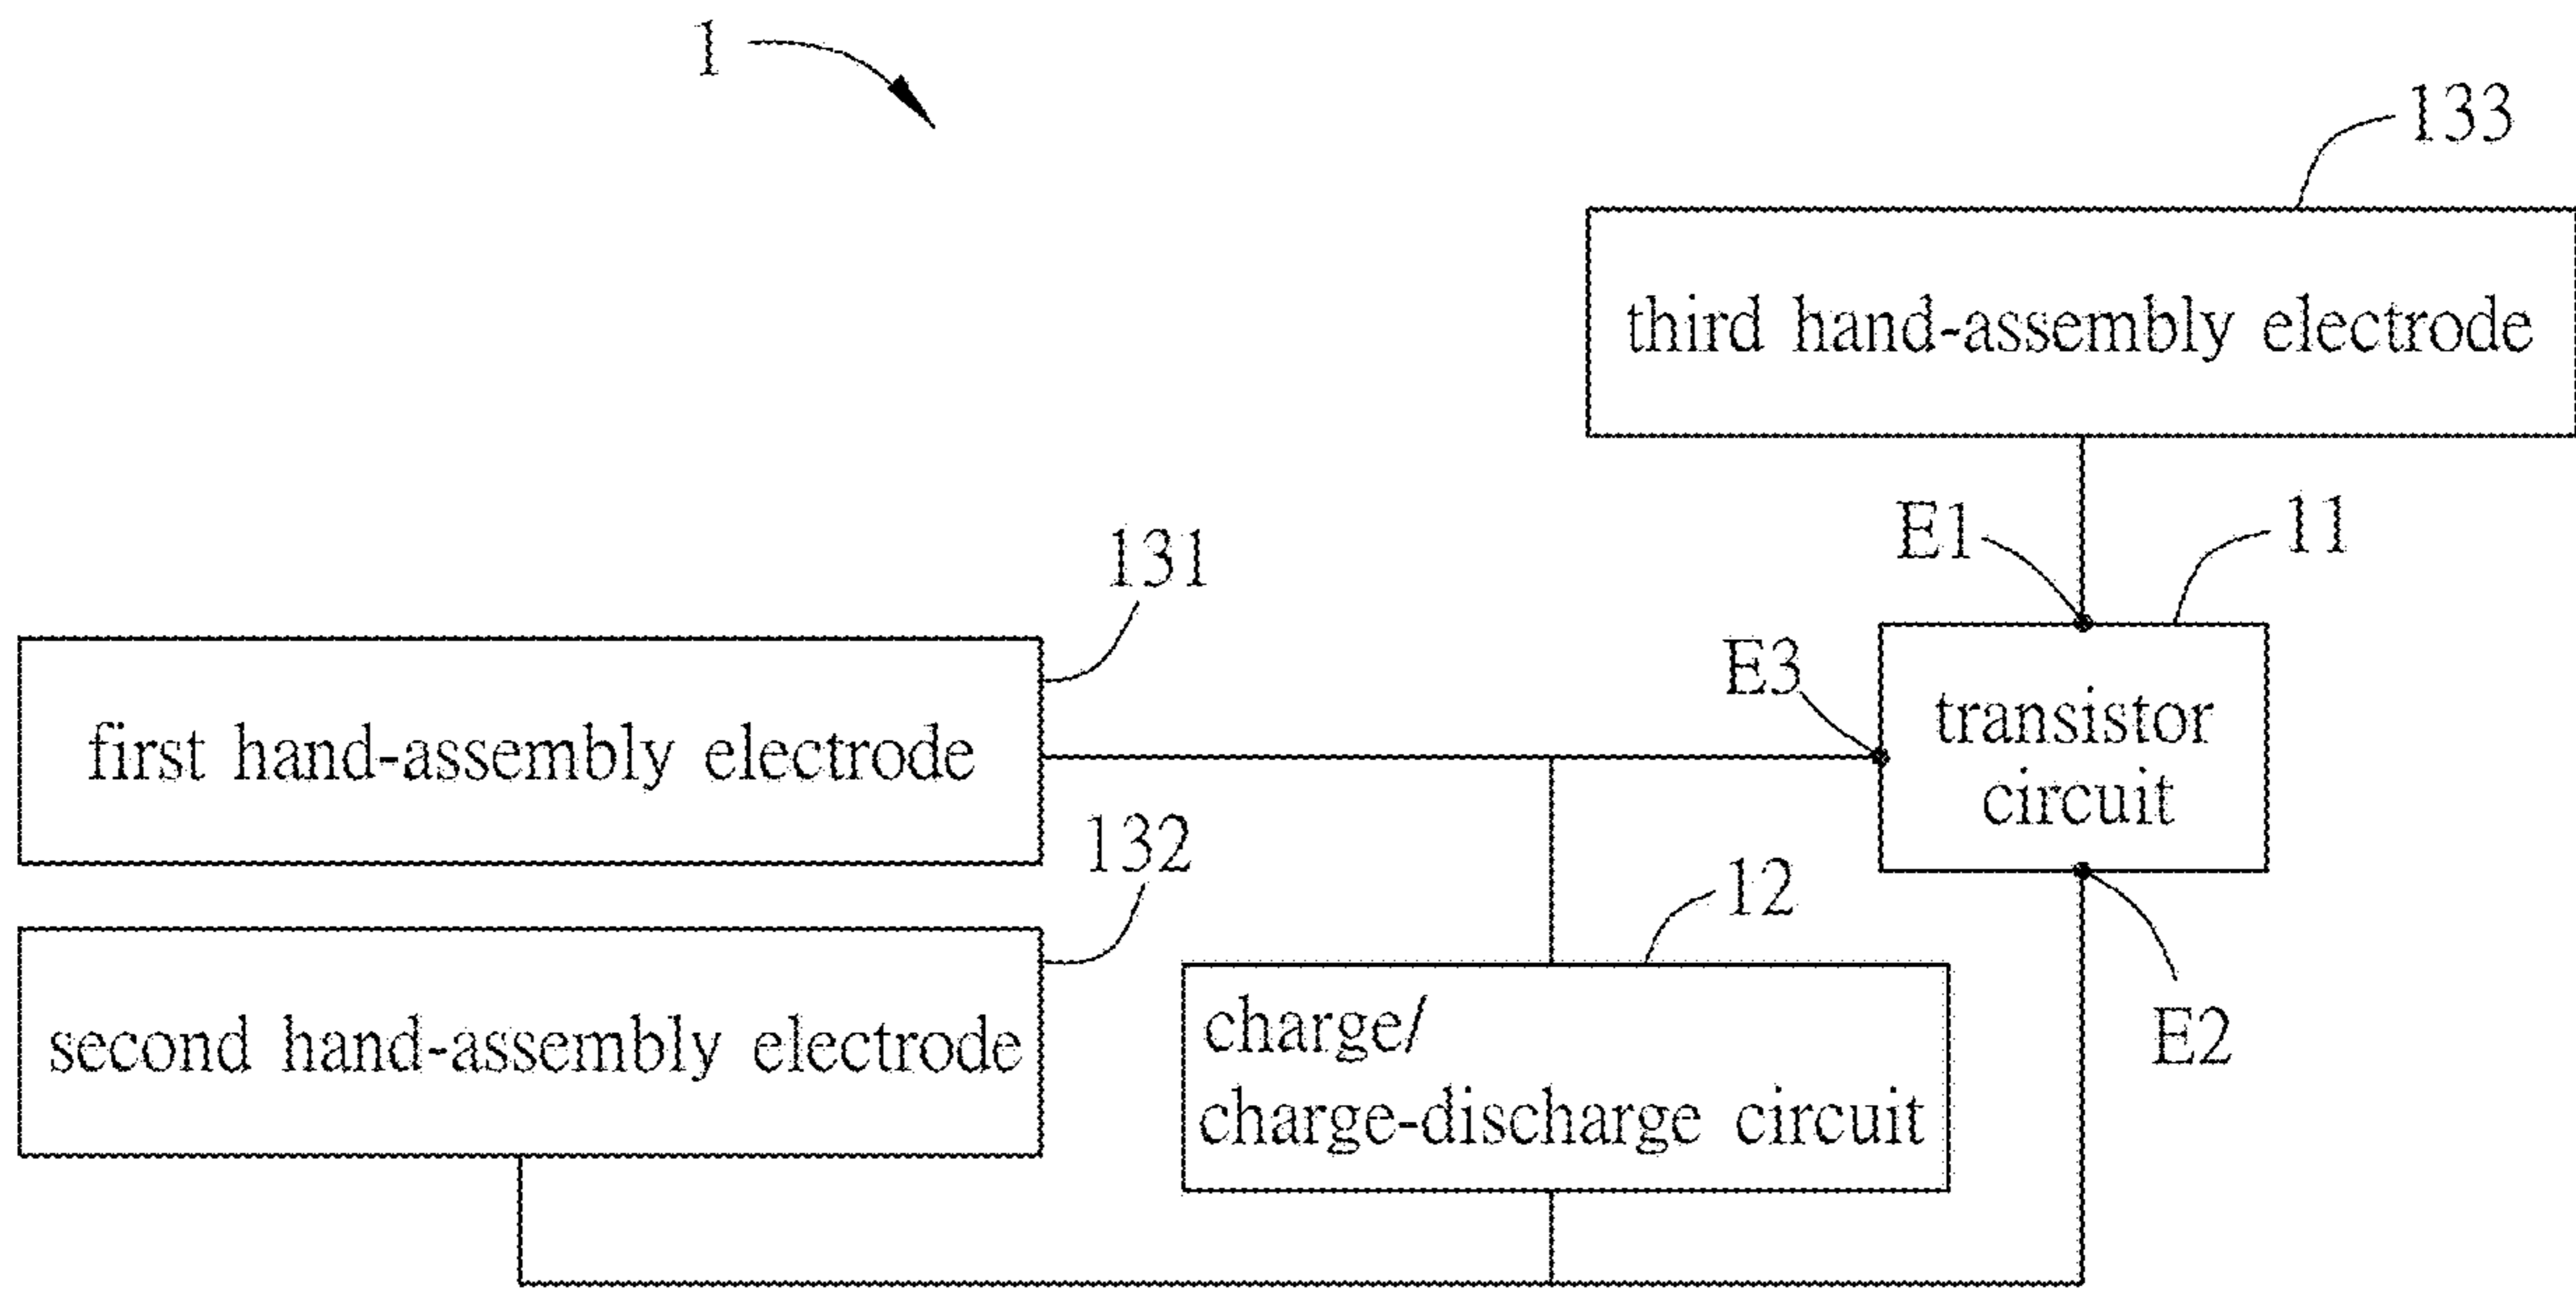 1
133
third hand-assembly electrode
E1
11
131
E3
transistor
circuit
first hand-assembly electrode
132
12
E2
second hand-assembly electrode
charge/
charge-discharge circuit